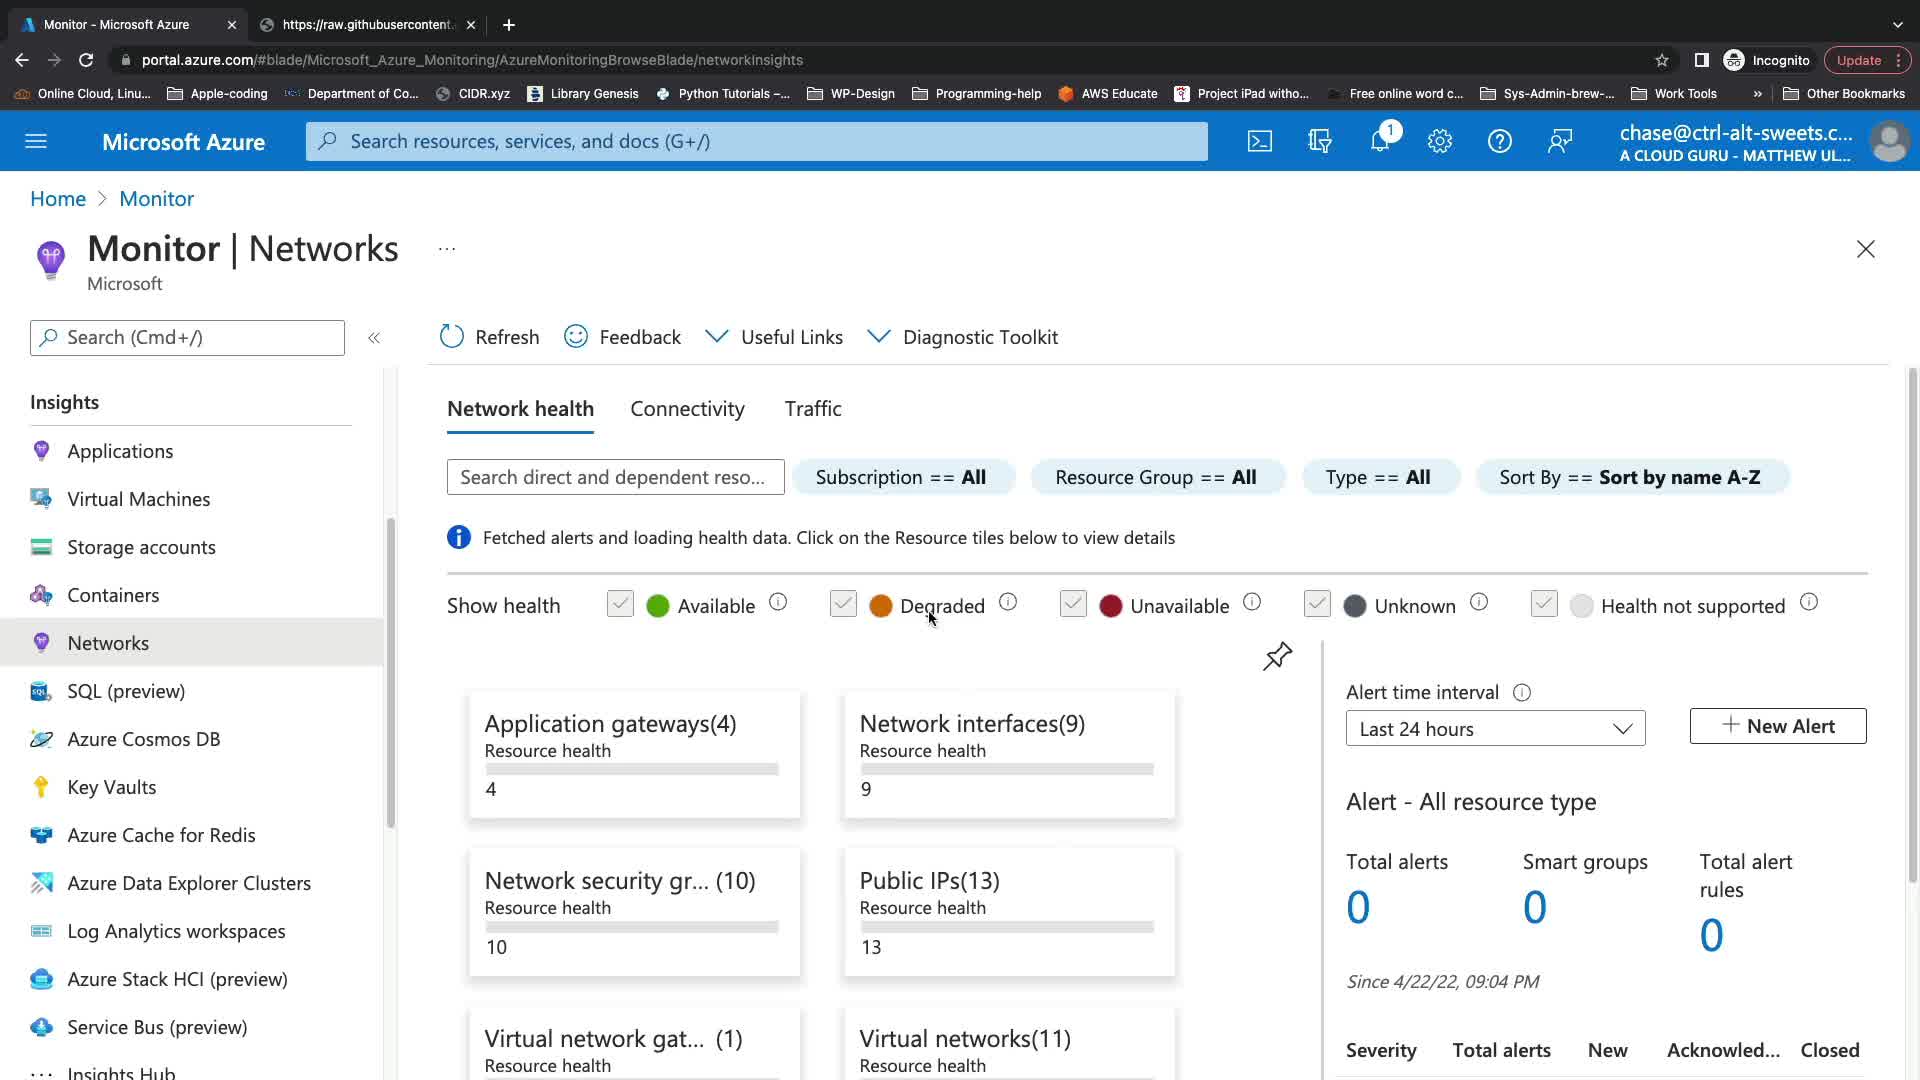 Monitor - Microsoft Azure
https://raw.githubusercontent.
portal.azure.com/#blade/Microsoft_Azure_Monitoring/AzureMonitoringBrowseBlade/networkInsights
Incognito
Update
Online Cloud, Linu...
Apple-coding
Department of Co...
CIDR.xyz
Library Genesis
Python Tutorials –...
WP-Design
Programming-help
AWS Educate
Project iPad witho...
Free online word c...
Sys-Admin-brew-...
Work Tools
»
Other Bookmarks
Microsoft Azure
Search resources, services, and docs (G+/)
1
chase@ctrl-alt-sweets.c...
A CLOUD GURU - MATTHEW UL...
Home > Monitor
Monitor | Networks
...
Microsoft
Search (Cmd+/)
«
Refresh
Feedback
Useful Links
Diagnostic Toolkit
Insights
Applications
Virtual Machines
Storage accounts
Containers
Networks
SQL (preview)
Azure Cosmos DB
Key Vaults
Azure Cache for Redis
Azure Data Explorer Clusters
Log Analytics workspaces
Azure Stack HCI (preview)
Service Bus (preview)
... Insights Hub
Network health
Connectivity
Traffic
Search direct and dependent reso...
Subscription == All
Resource Group == All
Type == All
Sort By == Sort by name A-Z
Fetched alerts and loading health data. Click on the Resource tiles below to view details
Show health
Available
Degraded
Unavailable
Unknown
Health not supported
Application gateways(4)
Resource health
4
Network interfaces(9)
Resource health
9
Network security gr... (10)
Resource health
10
Public IPs(13)
Resource health
13
Virtual network gat... (1)
Resource health
Virtual networks(11)
Resource health
Alert time interval
Last 24 hours
+ New Alert
Alert - All resource type
Total alerts
0
Smart groups
0
Total alert
rules
0
Since 4/22/22, 09:04 PM
Severity
Total alerts
New
Acknowled...
Closed